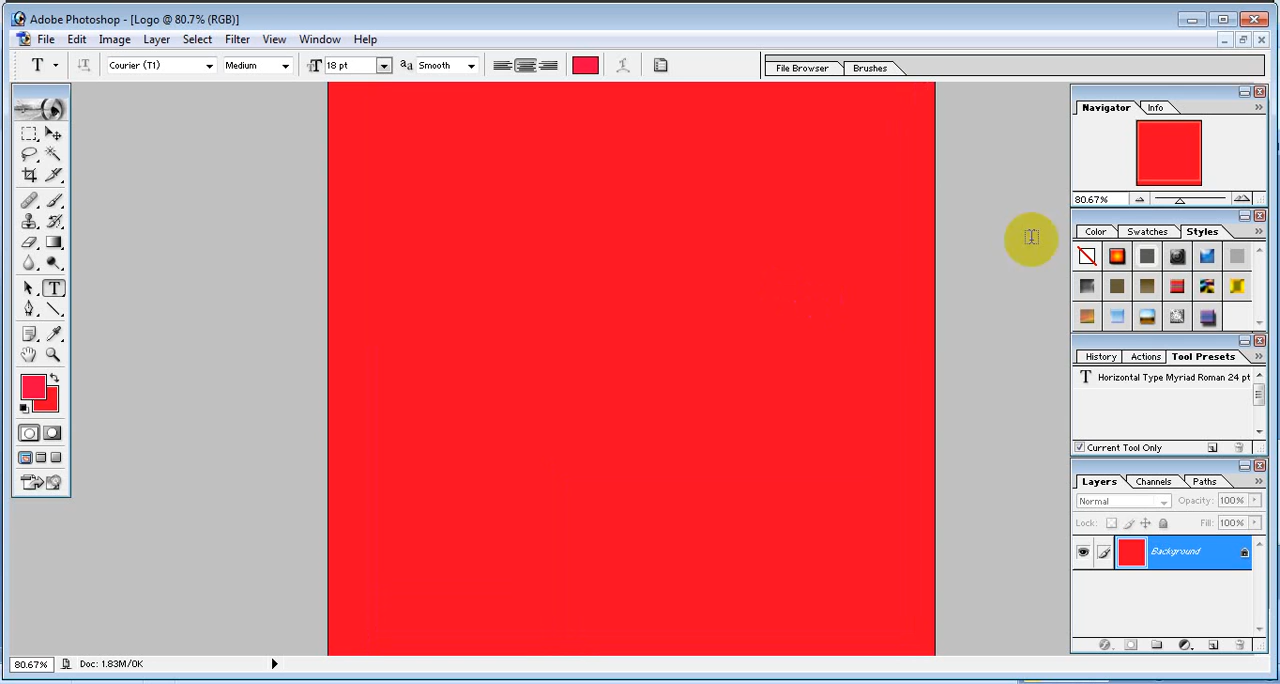 Adobe Photoshop - [Logo @ 80.7% (RGB)]
File Edit Image Layer Select Filter View Window Help
T T Courier (T1) Medium T 18 pt aa Smooth File Browser Brushes
Navigator Info
80.67%
Color Swatches Styles
T
History Actions Tool Presets
T Horizontal Type Myriad Roman 24 pt
Current Tool Only
Layers Channels Paths
Normal Opacity: 100%
Lock: Fill: 100%
Background
80.67% Doc: 1.83M/0K